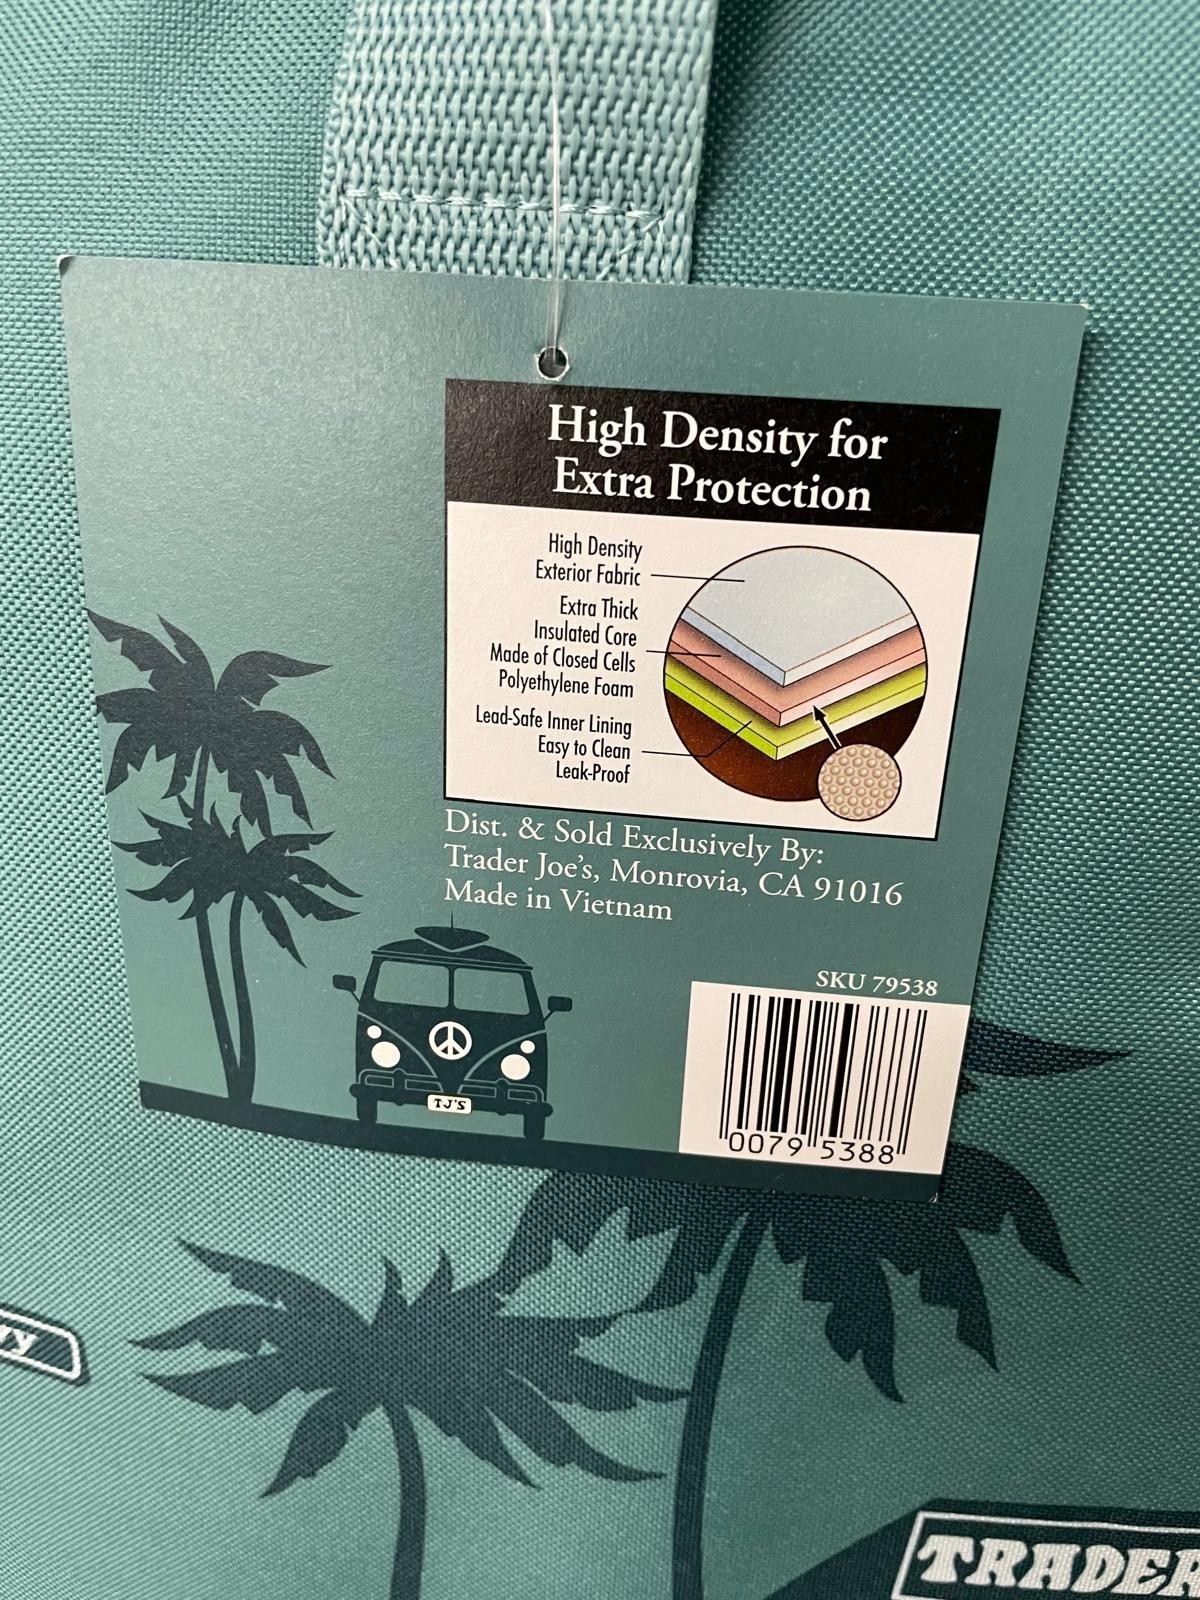 High Density for
Extra Protection
High Density
Exterior Fabric
Extra Thick
Insulated Core
Made of Closed Cells
Polyethylene Foam
Lead-Safe Inner Lining
Easy to Clean
Leak-Proof
Dist. & Sold Exclusively By:
Trader Joe's, Monrovia, CA 91016
Made in Vietnam
SKU 79538
0079 5388
TJ'S
TRADER